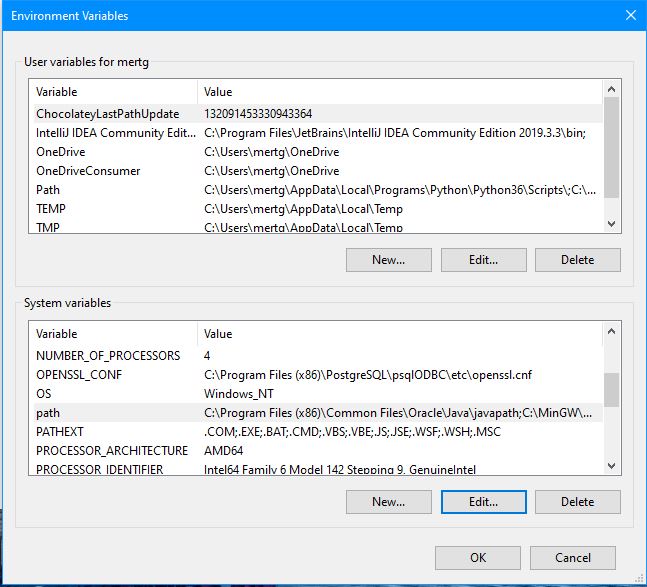 Environment Variables
User variables for mertg
Variable Value
ChocolateyLastPathUpdate 132091453330943364
IntelliJ IDEA Community Edit... C:\Program Files\JetBrains\IntelliJ IDEA Community Edition 2019.3.3\bin;
OneDrive C:\Users\mertg\OneDrive
OneDriveConsumer C:\Users\mertg\OneDrive
Path C:\Users\mertg\AppData\Local\Programs\Python\Python36\Scripts\;C:\...
TEMP C:\Users\mertg\AppData\Local\Temp
TMP C:\Users\mertg\AppData\Local\Temp
New... Edit... Delete
System variables
Variable Value
NUMBER_OF_PROCESSORS 4
OPENSSL_CONF C:\Program Files (x86)\PostgreSQL\psqlODBC\etc\openssl.cnf
OS Windows_NT
path C:\Program Files (x86)\Common Files\Oracle\Java\javapath;C:\MinGW\...
PATHEXT .COM;.EXE;.BAT;.CMD;.VBS;.VBE;.JS;.JSE;.WSF;.WSH;.MSC
PROCESSOR_ARCHITECTURE AMD64
PROCESSOR_IDENTIFIER Intel64 Family 6 Model 142 Stepping 9, GenuineIntel
New... Edit... Delete
OK Cancel